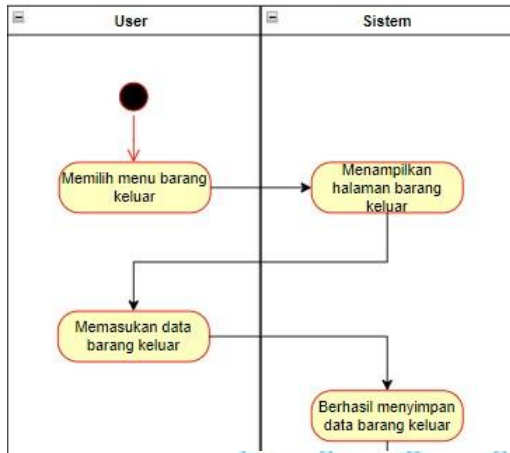 User
Sistem
Memilih menu barang
keluar
Menampilkan
halaman barang
keluar
Memasukan data
barang keluar
Berhasil menyimpan
data barang keluar